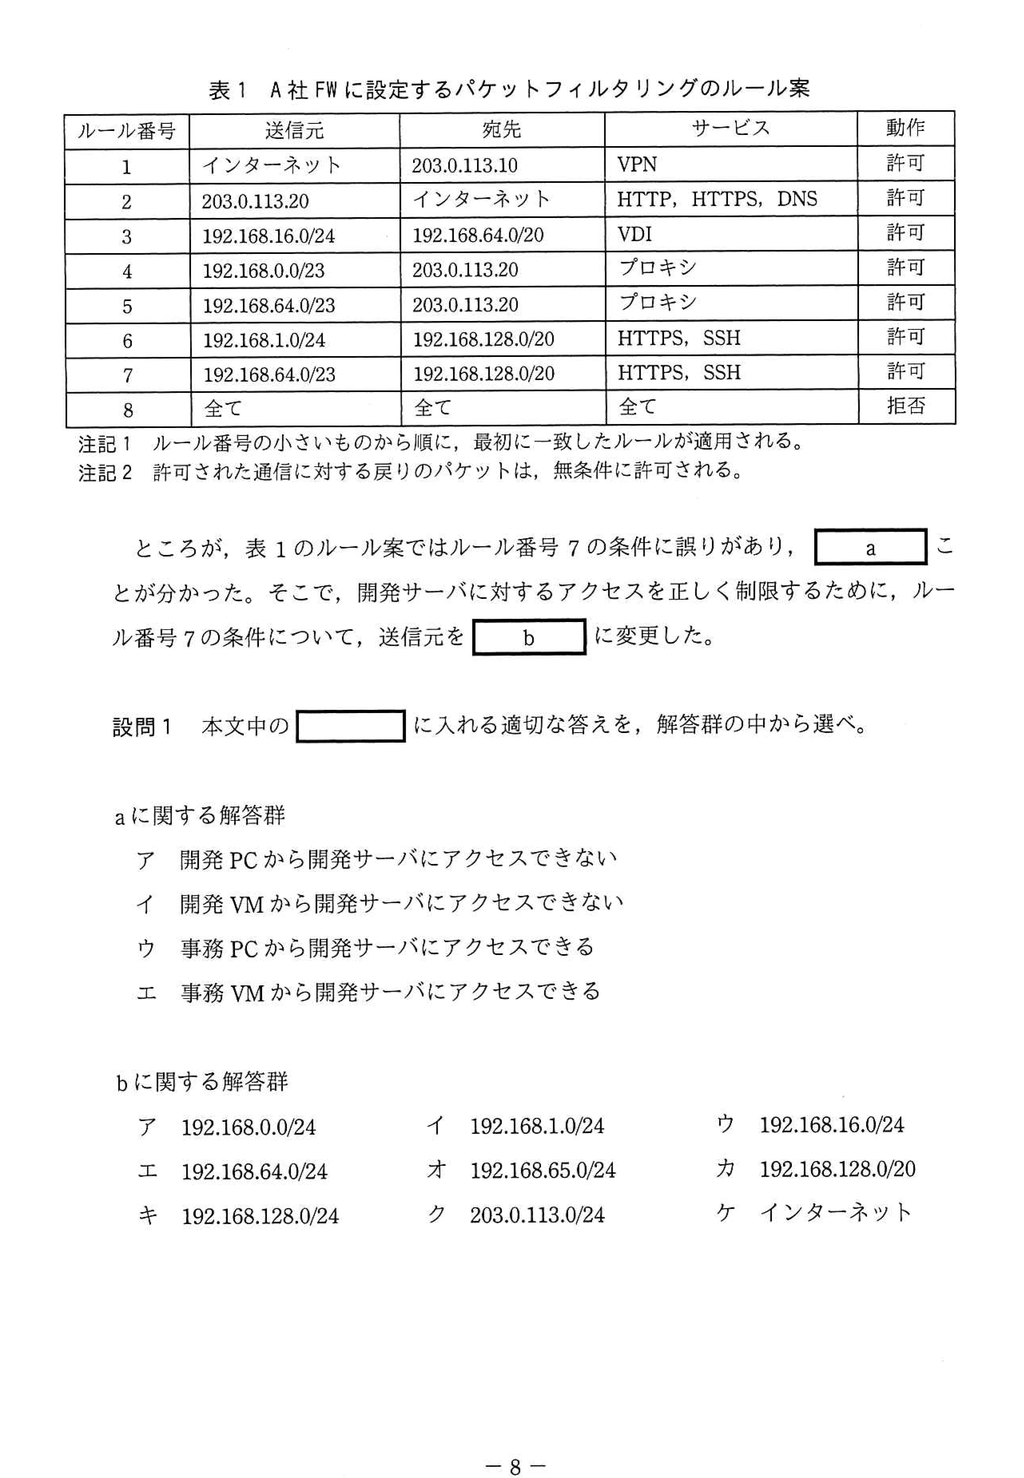 表1 A社FWに設定するパケットフィルタリングのルール案
ルール番号 送信元 宛先 サービス 動作
1 インターネット 203.0.113.10 VPN 許可
2 203.0.113.20 インターネット HTTP，HTTPS，DNS 許可
3 192.168.16.0/24 192.168.64.0/20 VDI 許可
4 192.168.0.0/23 203.0.113.20 プロキシ 許可
5 192.168.64.0/23 203.0.113.20 プロキシ 許可
6 192.168.1.0/24 192.168.128.0/20 HTTPS，SSH 許可
7 192.168.64.0/23 192.168.128.0/20 HTTPS，SSH 許可
8 全て 全て 全て 拒否
注記1 ルール番号の小さいものから順に，最初に一致したルールが適用される。
注記2 許可された通信に対する戻りのパケットは，無条件に許可される。
ところが，表1のルール案ではルール番号7の条件に誤りがあり， a こ
とが分かった。そこで，開発サーバに対するアクセスを正しく制限するために，ルー
ル番号7の条件について，送信元を b に変更した。
設問1 本文中の に入れる適切な答えを，解答群の中から選べ。
aに関する解答群
ア 開発PCから開発サーバにアクセスできない
イ 開発VMから開発サーバにアクセスできない
ウ 事務PCから開発サーバにアクセスできる
エ 事務VMから開発サーバにアクセスできる
bに関する解答群
ア 192.168.0.0/24 イ 192.168.1.0/24 ウ 192.168.16.0/24
エ 192.168.64.0/24 オ 192.168.65.0/24 カ 192.168.128.0/20
キ 192.168.128.0/24 ク 203.0.113.0/24 ケ インターネット
－ 8 －